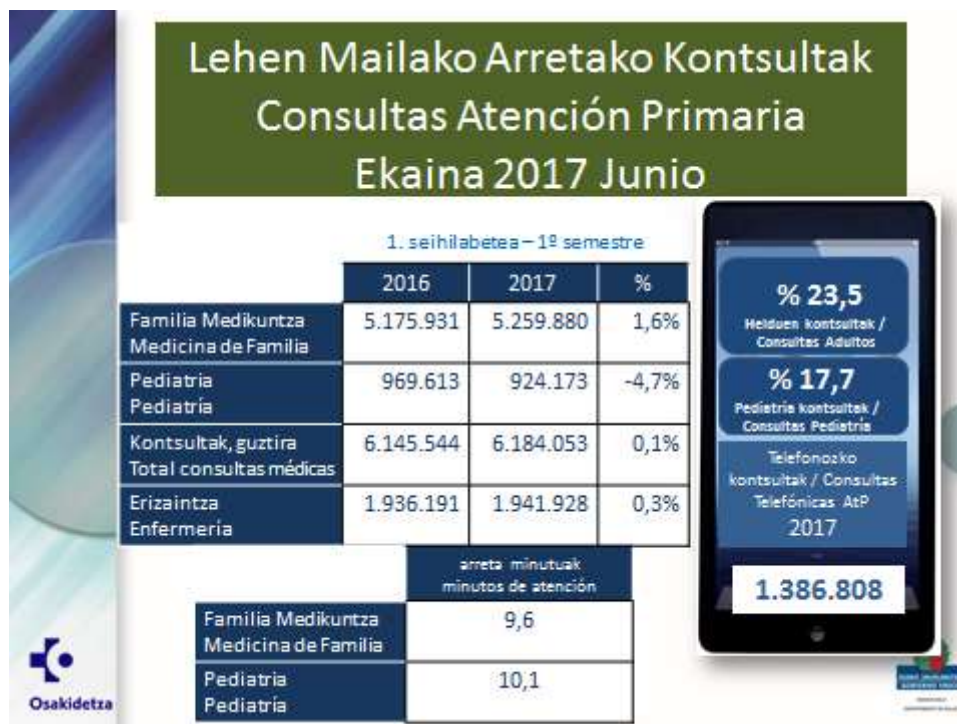 Lehen Mailako Arretako Kontsultak
Consultas Atención Primaria
Ekaina 2017 Junio
1. seihilabetea – 1º semestre
2016 2017 %
Familia Medikuntza
Medicina de Familia
5.175.931 5.259.880 1,6%
Pediatria
Pediatría
969.613 924.173 -4,7%
Kontsultak, guztira
Total consultas médicas
6.145.544 6.184.053 0,1%
Erizaintza
Enfermería
1.936.191 1.941.928 0,3%
arreta minutuak
minutos de atención
Familia Medikuntza
Medicina de Familia
9,6
Pediatria
Pediatría
10,1
% 23,5
Helduen kontsultak /
Consultas Adultos
% 17,7
Pediatria kontsultak /
Consultas Pediatría
Telefonozko
kontsultak / Consultas
Telefónicas AtP
2017
1.386.808
Osakidetza